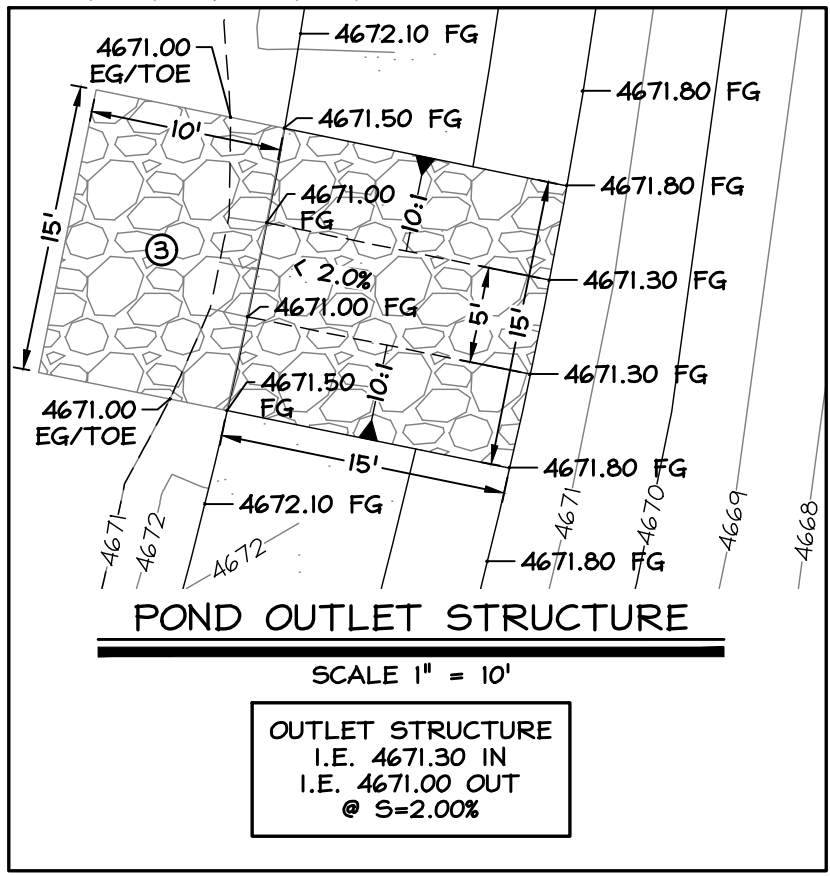 4672.10 FG
4671.00
EG/TOE
4671.80 FG
4671.50 FG
10'
4671.80 FG
4671.00
FG
10:1
15'
3
< 2.0%
4671.30 FG
4671.00 FG
5'
15'
4671.30 FG
4671.50
FG
10:1
4671.00
EG/TOE
15'
4671.80 FG
4672.10 FG
4671
4670
4669
4668
4671
4672
4672
4671.80 FG
POND OUTLET STRUCTURE
SCALE 1" = 10'
OUTLET STRUCTURE
I.E. 4671.30 IN
I.E. 4671.00 OUT
@ S=2.00%